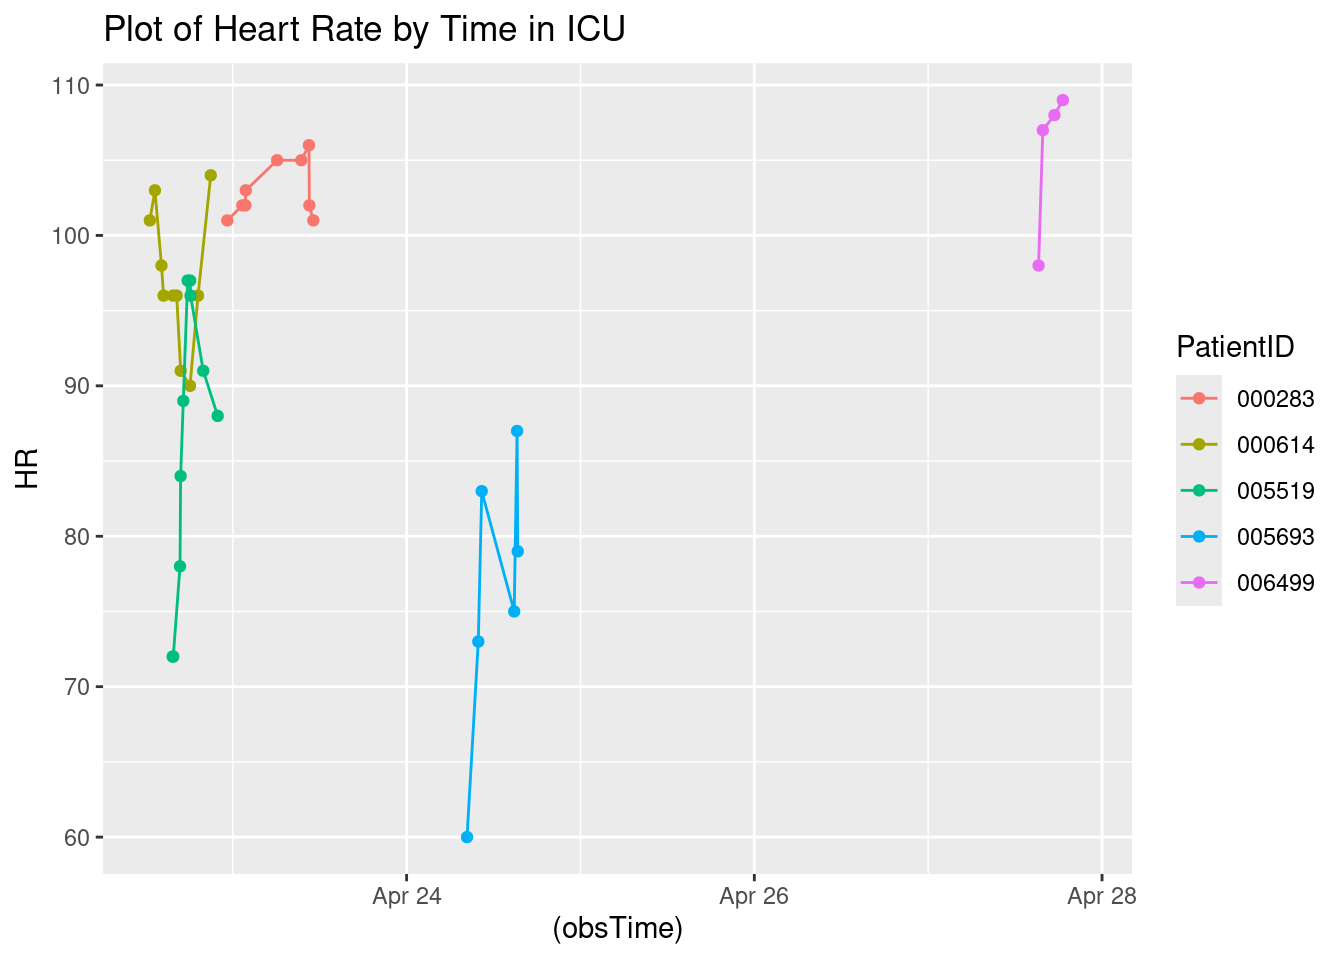 Plot of Heart Rate by Time in ICU
110
100
90
80
70
60
HR
Apr 24
Apr 26
Apr 28
(obsTime)
PatientID
000283
000614
005519
005693
006499